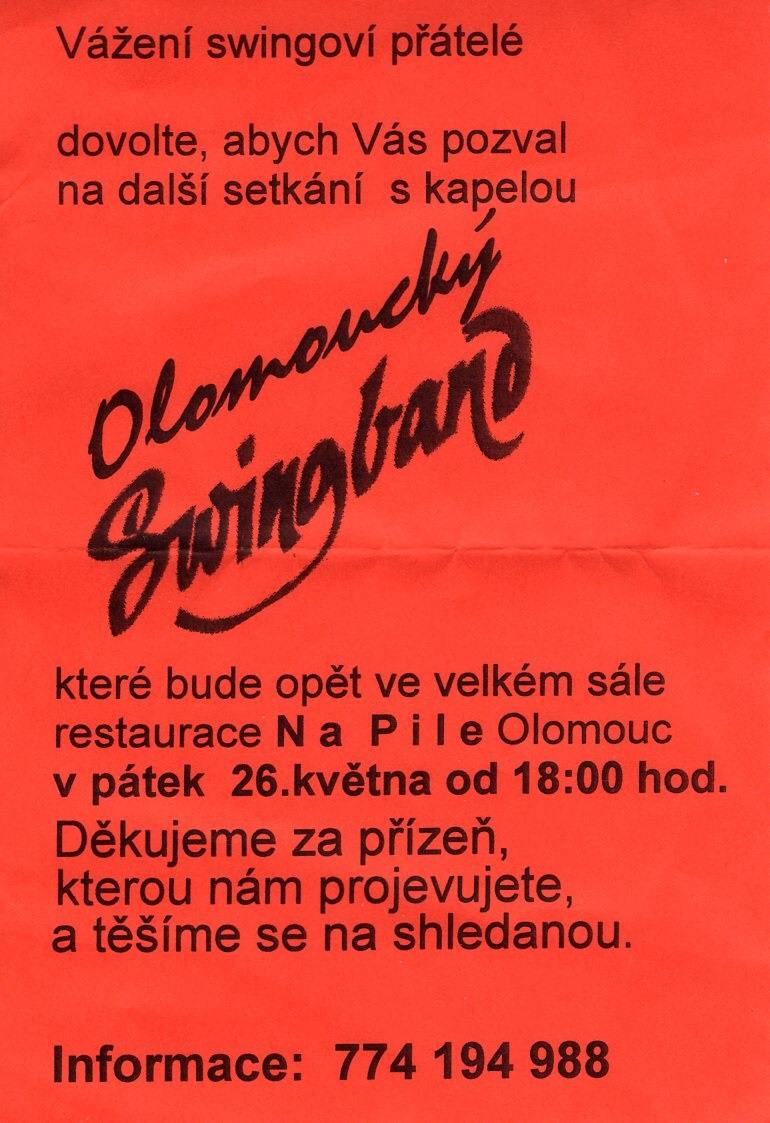 Vážení swingoví přátelé
dovolte, abych Vás pozval
na další setkání s kapelou
Olomoucký
Swingband
které bude opět ve velkém sále
restaurace N a P i l e Olomouc
v pátek 26.května od 18:00 hod.
Děkujeme za přízeň,
kterou nám projevujete,
a těšíme se na shledanou.
Informace: 774 194 988